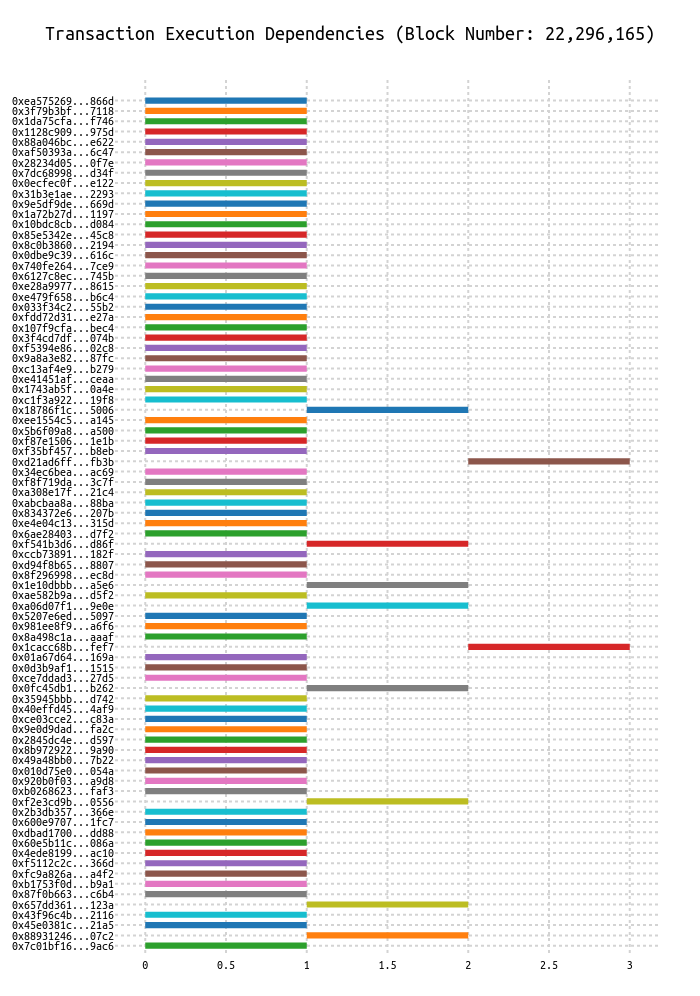 Transaction Execution Dependencies (Block Number: 22,296,165)
0xea575269...866d
0x3f79b3bf...7118
0x1da75cfa...f746
0x1128c909...975d
0x88a046bc...e622
0xaf50393a...6c47
0x28234d05...0f7e
0x7dc68998...d34f
0x0ecfec0f...e122
0x31b3e1ae...2293
0x9e5df9de...669d
0x1a72b27d...1197
0x10bdc8cb...d084
0x85e5342e...45c8
0x8c0b3860...2194
0x0dbe9c39...616c
0x740fe264...7ce9
0x6127c8ec...745b
0xe28a9977...8615
0xe479f658...b6c4
0x033f34c2...55b2
0xfdd72d31...e27a
0x107f9cfa...bec4
0x3f4cd7df...074b
0xf5394e86...02c8
0x9a8a3e82...87fc
0xc13af4e9...b279
0xe41451af...ceaa
0x1743ab5f...0a4e
0xc1f3a922...19f8
0x18786f1c...5006
0xee1554c5...a145
0x5b6f09a8...a500
0xf87e1506...1e1b
0xf35bf457...b8eb
0xd21ad6ff...fb3b
0x34ec6bea...ac69
0xf8f719da...3c7f
0xa308e17f...21c4
0xabcbaa8a...88ba
0x834372e6...207b
0xe4e04c13...315d
0x6ae28403...d7f2
0xf541b3d6...d86f
0xccb73891...182f
0xd94f8b65...8807
0x8f296998...ec8d
0x1e10dbbb...a5e6
0xae582b9a...d5f2
0xa06d07f1...9e0e
0x5207e6ed...5097
0x981ee8f9...a6f6
0x8a498c1a...aaaf
0x1cacc68b...fef7
0x01a67d64...169a
0x0d3b9af1...1515
0xce7ddad3...27d5
0x0fc45db1...b262
0x35945bbb...d742
0x40effd45...4af9
0xce03cce2...c83a
0x9e0d9dad...fa2c
0x2845dc4e...d597
0x8b972922...9a90
0x49a48bb0...7b22
0x010d75e0...054a
0x920b0f03...a9d8
0xb0268623...faf3
0xf2e3cd9b...0556
0x2b3db357...366e
0x600e9707...1fc7
0xdbad1700...dd88
0x60e5b11c...086a
0x4ede8199...ac10
0xf5112c2c...366d
0xfc9a826a...a4f2
0xb1753f0d...b9a1
0x87f0b663...c6b4
0x657dd361...123a
0x43f96c4b...2116
0x45e0381c...21a5
0x88931246...07c2
0x7c01bf16...9ac6
0 0.5 1 1.5 2 2.5 3